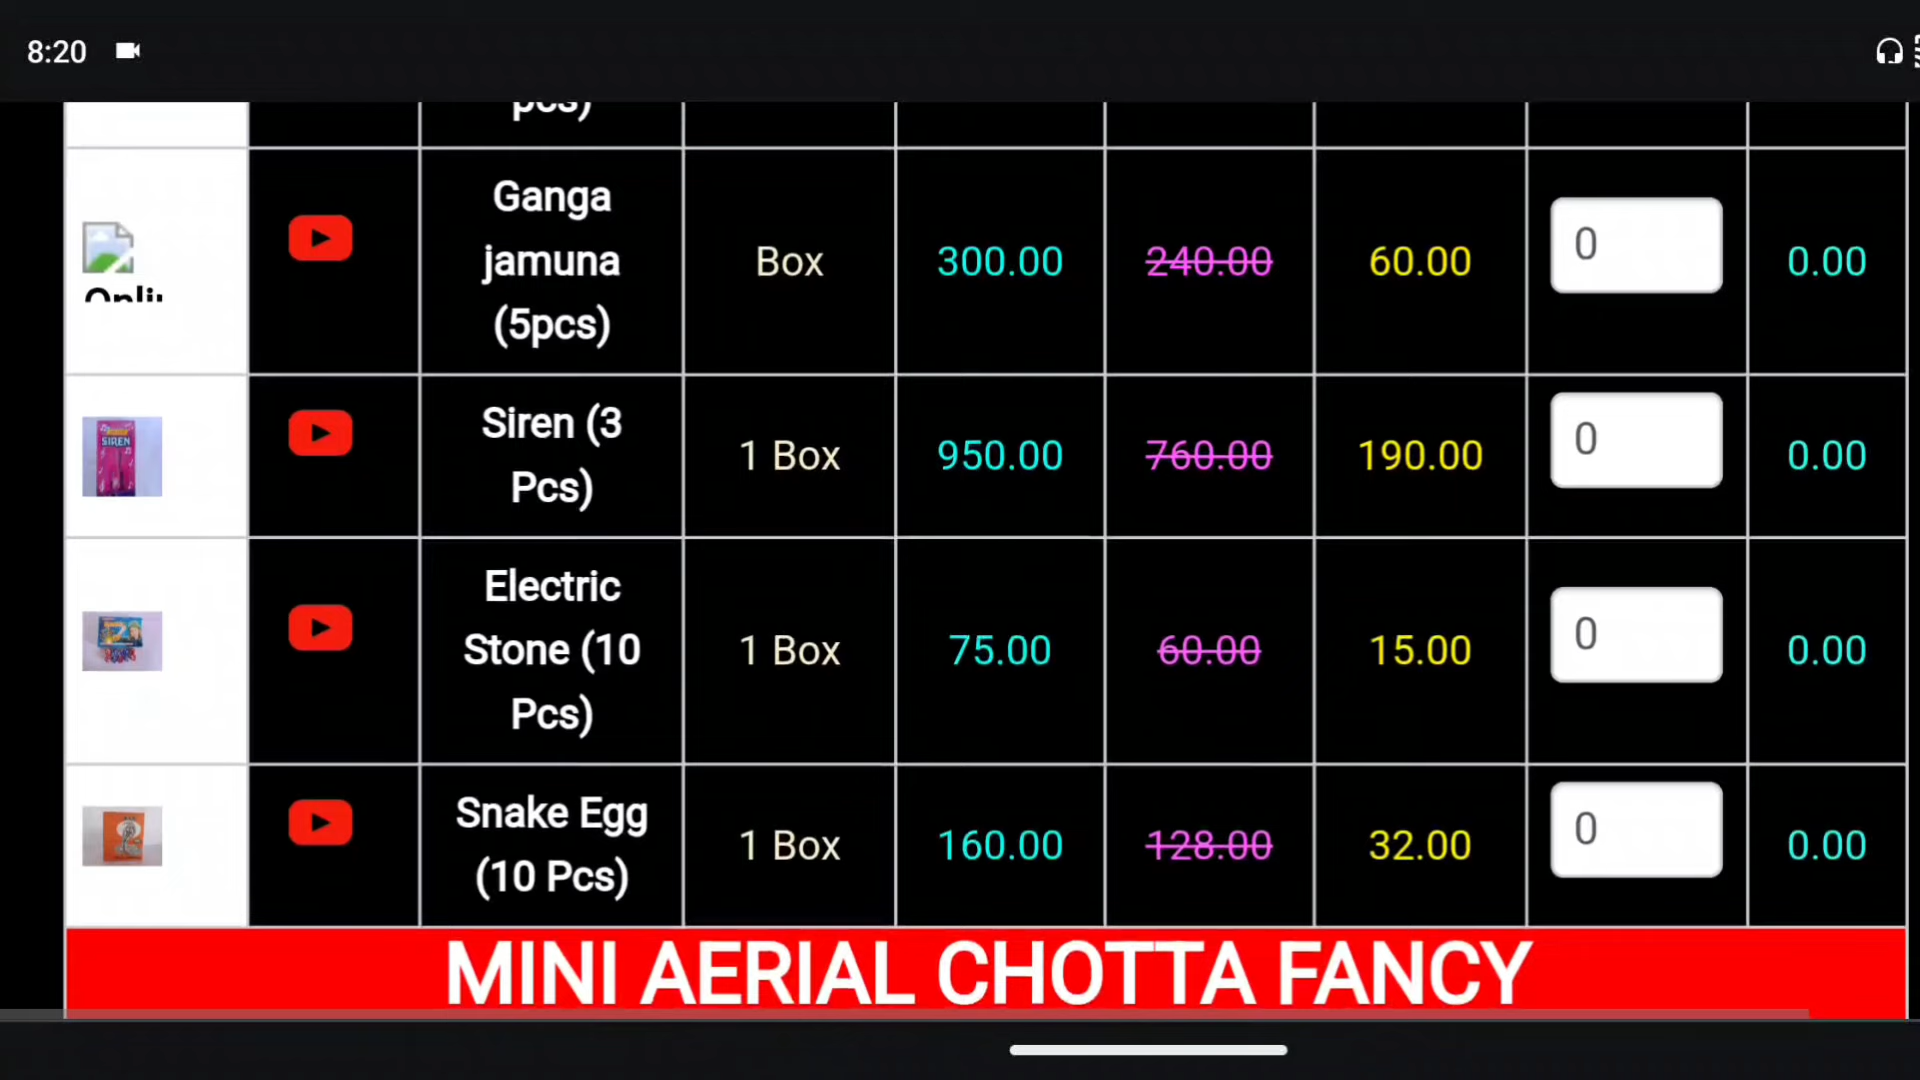 8:20
pcs)
Ganga
jamuna
(5pcs)
Box
300.00
240.00
60.00
0
0.00
Siren (3
Pcs)
1 Box
950.00
760.00
190.00
0
0.00
SIREN
Electric
Stone (10
Pcs)
1 Box
75.00
60.00
15.00
0
0.00
Snake Egg
(10 Pcs)
1 Box
160.00
128.00
32.00
0
0.00
MINI AERIAL CHOTTA FANCY